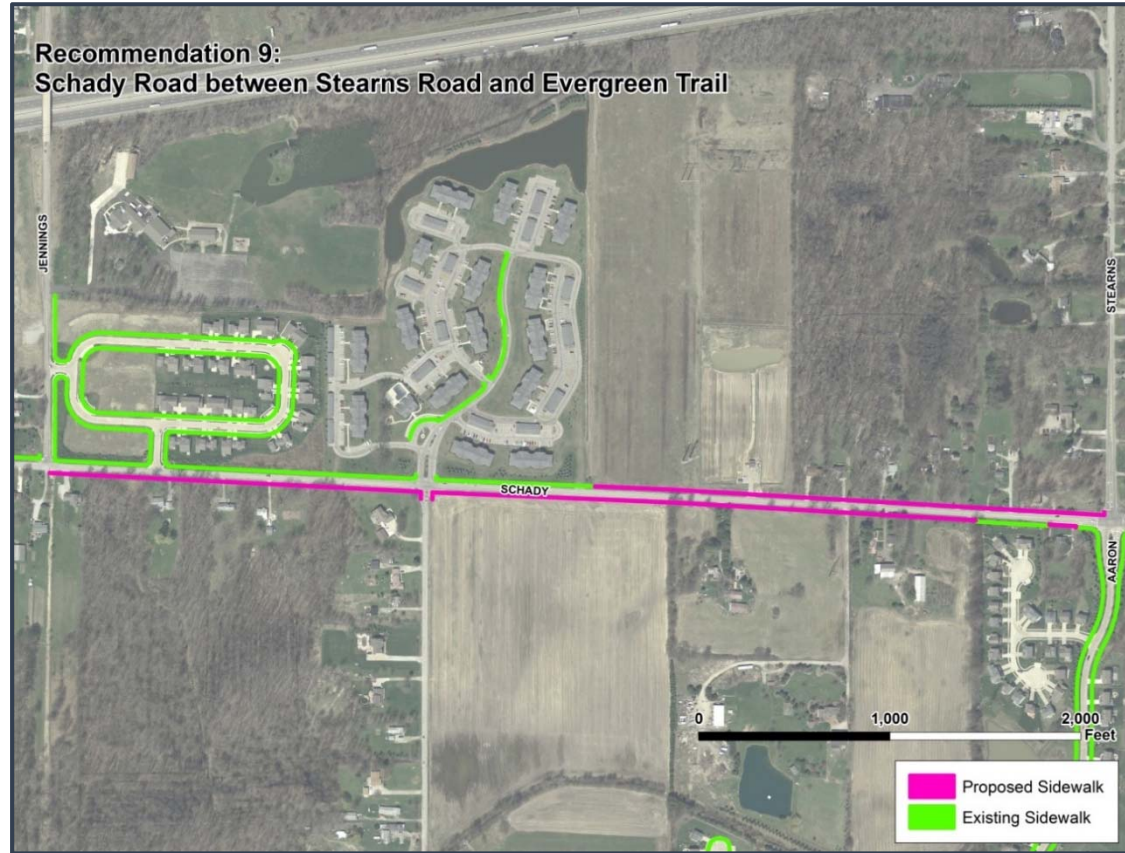 Recommendation 9:
Schady Road between Stearns Road and Evergreen Trail
JENNINGS
STEARNS
SCHADY
AARON
0 1,000 2,000
Feet
Proposed Sidewalk
Existing Sidewalk